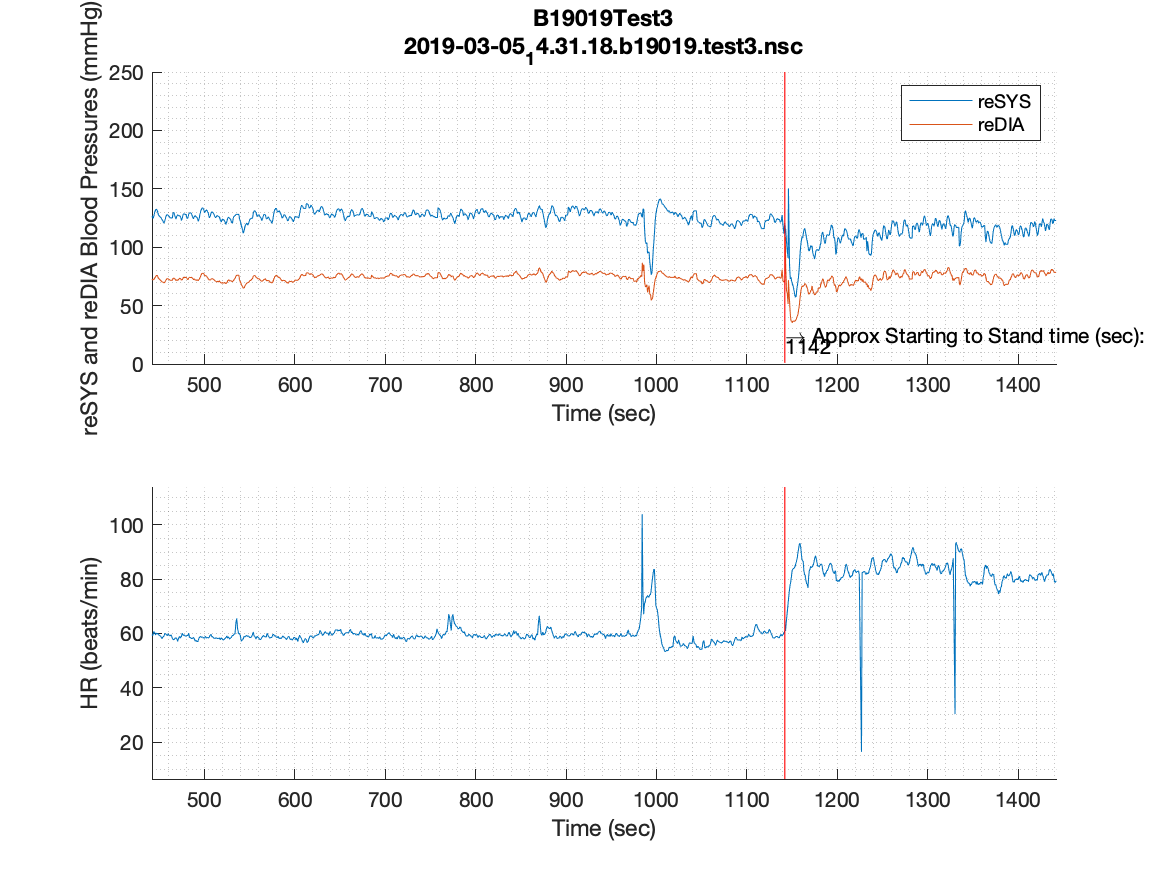 B19019Test3
2019-03-05₁4.31.18.b19019.test3.nsc
reSYS and reDIA Blood Pressures (mmHg)
250
200
150
100
50
0
reSYS
reDIA
→ Approx Starting to Stand time (sec):
1142
500 600 700 800 900 1000 1100 1200 1300 1400
Time (sec)
HR (beats/min)
100
80
60
40
20
500 600 700 800 900 1000 1100 1200 1300 1400
Time (sec)